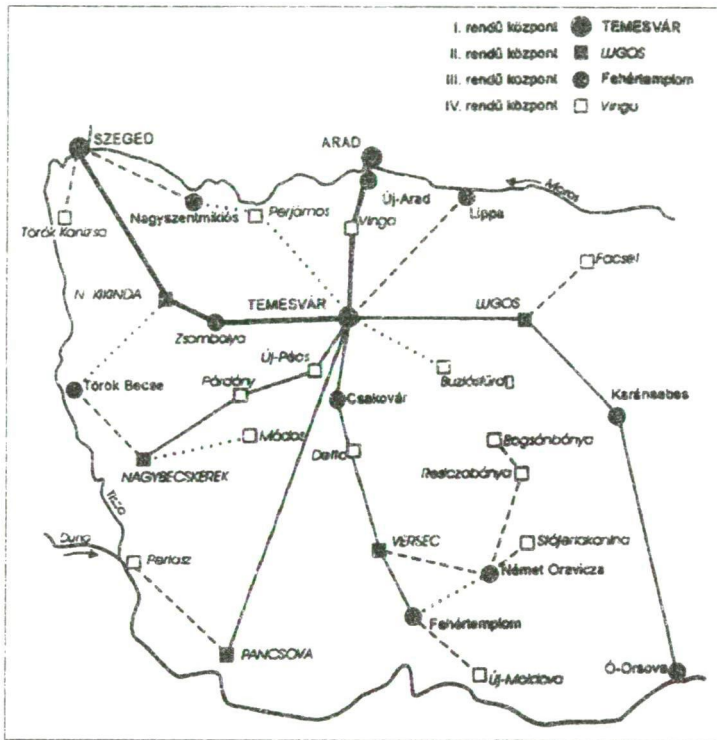 I. rendű központ TEMESVÁR
II. rendű központ LUGOS
III. rendű központ Fehértemplom
IV. rendű központ Vinga
SZEGED
ARAD
Új-Arad
Nagyszentmiklós
Perjámos
Lippa
Maros
Török Kanizsa
Vinga
Facset
N. KIKINDA
TEMESVÁR
LUGOS
Zsombolya
Új-Pécs
Buziásfürdő
Török Becse
Párdány
Csakovár
Karánsebes
Módos
Detta
Bogsánbánya
Resiczabánya
NAGYBECSKEREK
Tisza
Duna
Perlasz
VERSEC
Stájerlakanina
Német Oravicza
Fehértemplom
PANCSOVA
Új-Moldova
Ó-Orsova